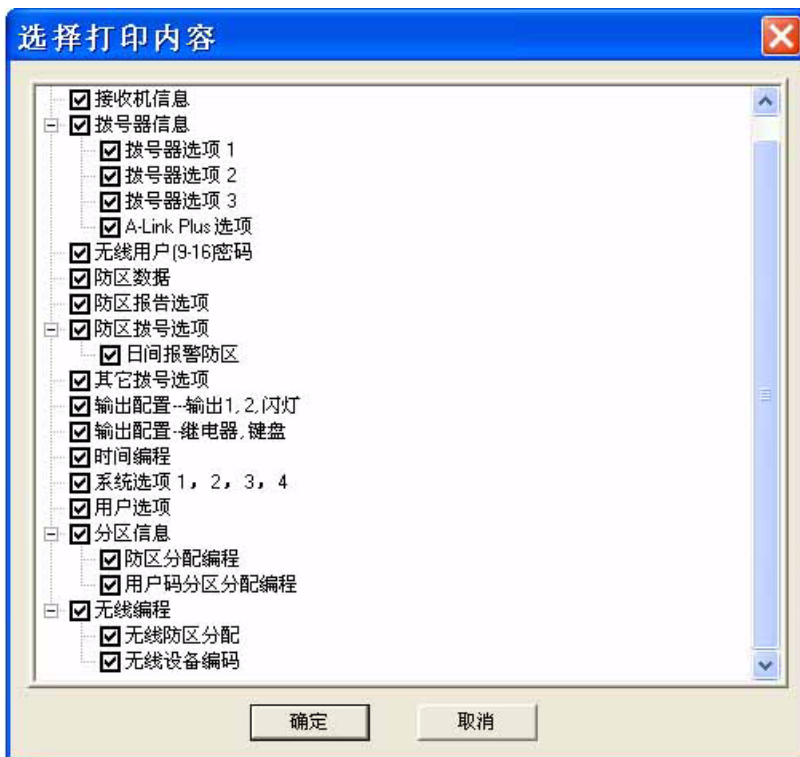 选择打印内容
接收机信息
拨号器信息
拨号器选项 1
拨号器选项 2
拨号器选项 3
A-Link Plus 选项
无线用户(9-16)密码
防区数据
防区报告选项
防区拨号选项
日间报警防区
其它拨号选项
输出配置---输出1, 2,闪灯
输出配置--继电器,键盘
时间编程
系统选项 1，2，3，4
用户选项
分区信息
防区分配编程
用户码分区分配编程
无线编程
无线防区分配
无线设备编码
确定
取消